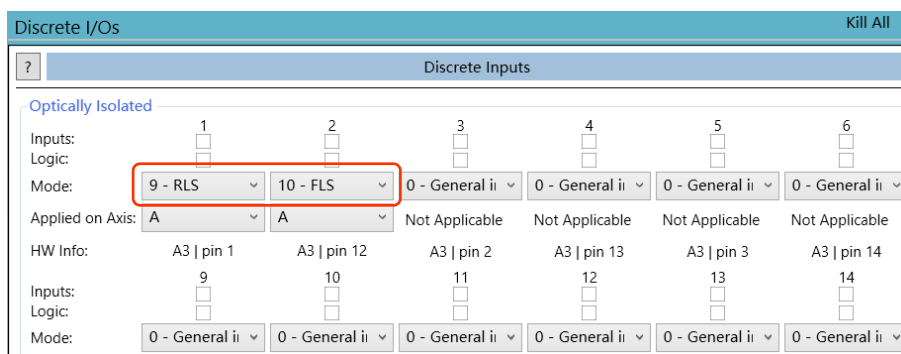 Discrete I/Os Kill All
? Discrete Inputs
Optically Isolated
1 2 3 4 5 6
Inputs:
Logic:
Mode: 9 - RLS 10 - FLS 0 - General i 0 - General i 0 - General i 0 - General i
Applied on Axis: A A Not Applicable Not Applicable Not Applicable Not Applicable
HW Info: A3 | pin 1 A3 | pin 12 A3 | pin 2 A3 | pin 13 A3 | pin 3 A3 | pin 14
9 10 11 12 13 14
Inputs:
Logic:
Mode: 0 - General i 0 - General i 0 - General i 0 - General i 0 - General i 0 - General i